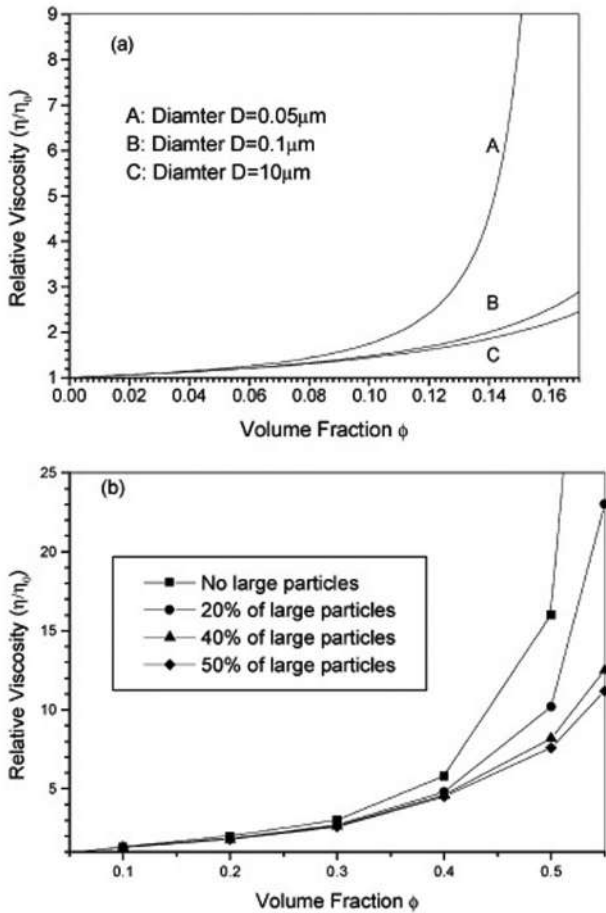 (a)
A: Diamter D=0.05μm
B: Diamter D=0.1μm
C: Diamter D=10μm
A
B
C
Relative Viscosity (η/η₀)
9
8
7
6
5
4
3
2
1
0.00 0.02 0.04 0.06 0.08 0.10 0.12 0.14 0.16
Volume Fraction ϕ
(b)
No large particles
20% of large particles
40% of large particles
50% of large particles
Relative Viscosity (η/η₀)
25
20
15
10
5
0.1 0.2 0.3 0.4 0.5
Volume Fraction ϕ